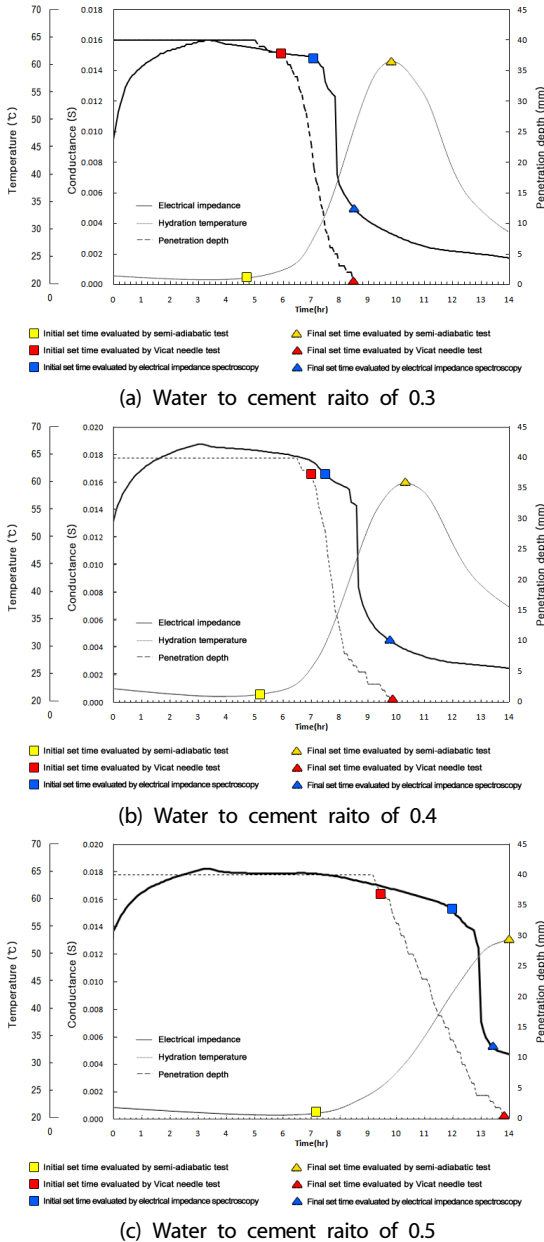 Temperature (℃)
70
65
60
55
50
45
40
35
30
25
20
0
Conductance (S)
0.018
0.016
0.014
0.012
0.010
0.008
0.006
0.004
0.002
0.000
Electrical impedance
Hydration temperature
Penetration depth
0 1 2 3 4 5 6 7 8 9 10 11 12 13 14
Time(hr)
45
40
35
30
25
20
15
10
5
0
Penetration depth (mm)
Initial set time evaluated by semi-adiabatic test
Final set time evaluated by semi-adiabatic test
Initial set time evaluated by Vicat needle test
Final set time evaluated by Vicat needle test
Initial set time evaluated by electrical impedance spectroscopy
Final set time evaluated by electrical impedance spectroscopy
(a) Water to cement raito of 0.3
Temperature (℃)
70
65
60
55
50
45
40
35
30
25
20
0
Conductance (S)
0.020
0.018
0.016
0.014
0.012
0.010
0.008
0.006
0.004
0.002
0.000
Electrical impedance
Hydration temperature
Penetration depth
0 1 2 3 4 5 6 7 8 9 10 11 12 13 14
Time(hr)
45
40
35
30
25
20
15
10
5
0
Penetration depth (mm)
Initial set time evaluated by semi-adiabatic test
Final set time evaluated by semi-adiabatic test
Initial set time evaluated by Vicat needle test
Final set time evaluated by Vicat needle test
Initial set time evaluated by electrical impedance spectroscopy
Final set time evaluated by electrical impedance spectroscopy
(b) Water to cement raito of 0.4
Temperature (℃)
70
65
60
55
50
45
40
35
30
25
20
0
Conductance (S)
0.020
0.018
0.016
0.014
0.012
0.010
0.008
0.006
0.004
0.002
0.000
Electrical impedance
Hydration temperature
Penetration depth
0 1 2 3 4 5 6 7 8 9 10 11 12 13 14
Time(hr)
45
40
35
30
25
20
15
10
5
0
Penetration depth (mm)
Initial set time evaluated by semi-adiabatic test
Final set time evaluated by semi-adiabatic test
Initial set time evaluated by Vicat needle test
Final set time evaluated by Vicat needle test
Initial set time evaluated by electrical impedance spectroscopy
Final set time evaluated by electrical impedance spectroscopy
(c) Water to cement raito of 0.5